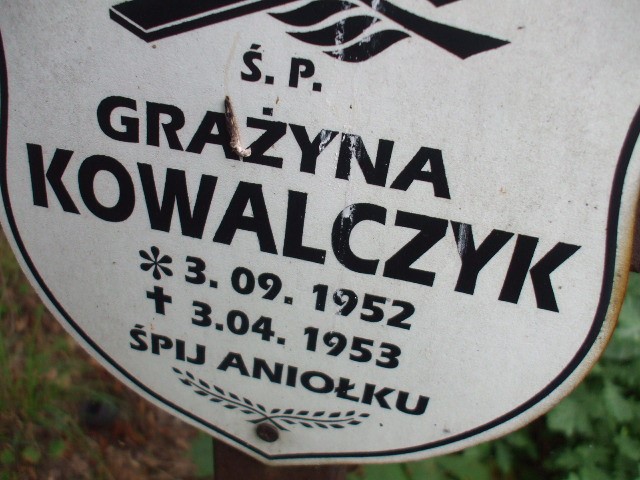 Ś. P.
GRAŻYNA
KOWALCZYK
* 3. 09. 1952
✝ 3.04. 1953
ŚPIJ ANIOŁKU